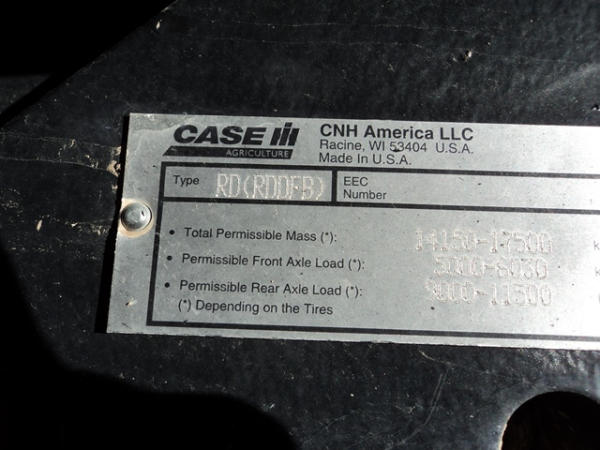 CASE IH
AGRICULTURE
CNH America LLC
Racine, WI 53404 U.S.A.
Made in U.S.A.
Type RD(RDDFB) EEC
Number
• Total Permissible Mass (*): 14150-17500
• Permissible Front Axle Load (*): 5000-6030
• Permissible Rear Axle Load (*): 9000-11500
(*) Depending on the Tires